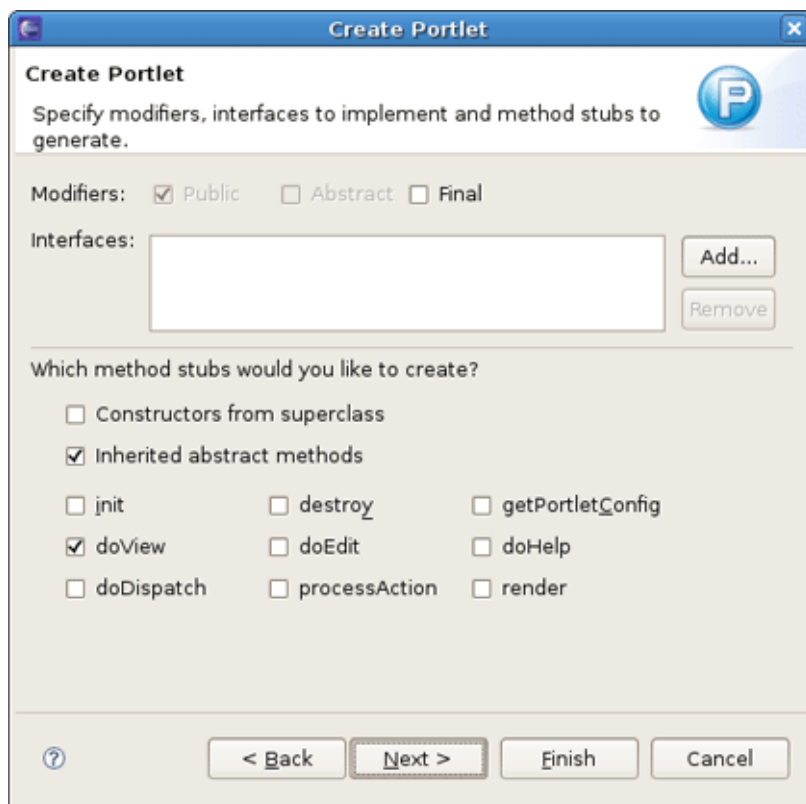 Create Portlet
Create Portlet
Specify modifiers, interfaces to implement and method stubs to
generate.
Modifiers: Public Abstract Final
Interfaces:
Add...
Remove
Which method stubs would you like to create?
Constructors from superclass
Inherited abstract methods
init destroy getPortletConfig
doView doEdit doHelp
doDispatch processAction render
? < Back Next > Finish Cancel